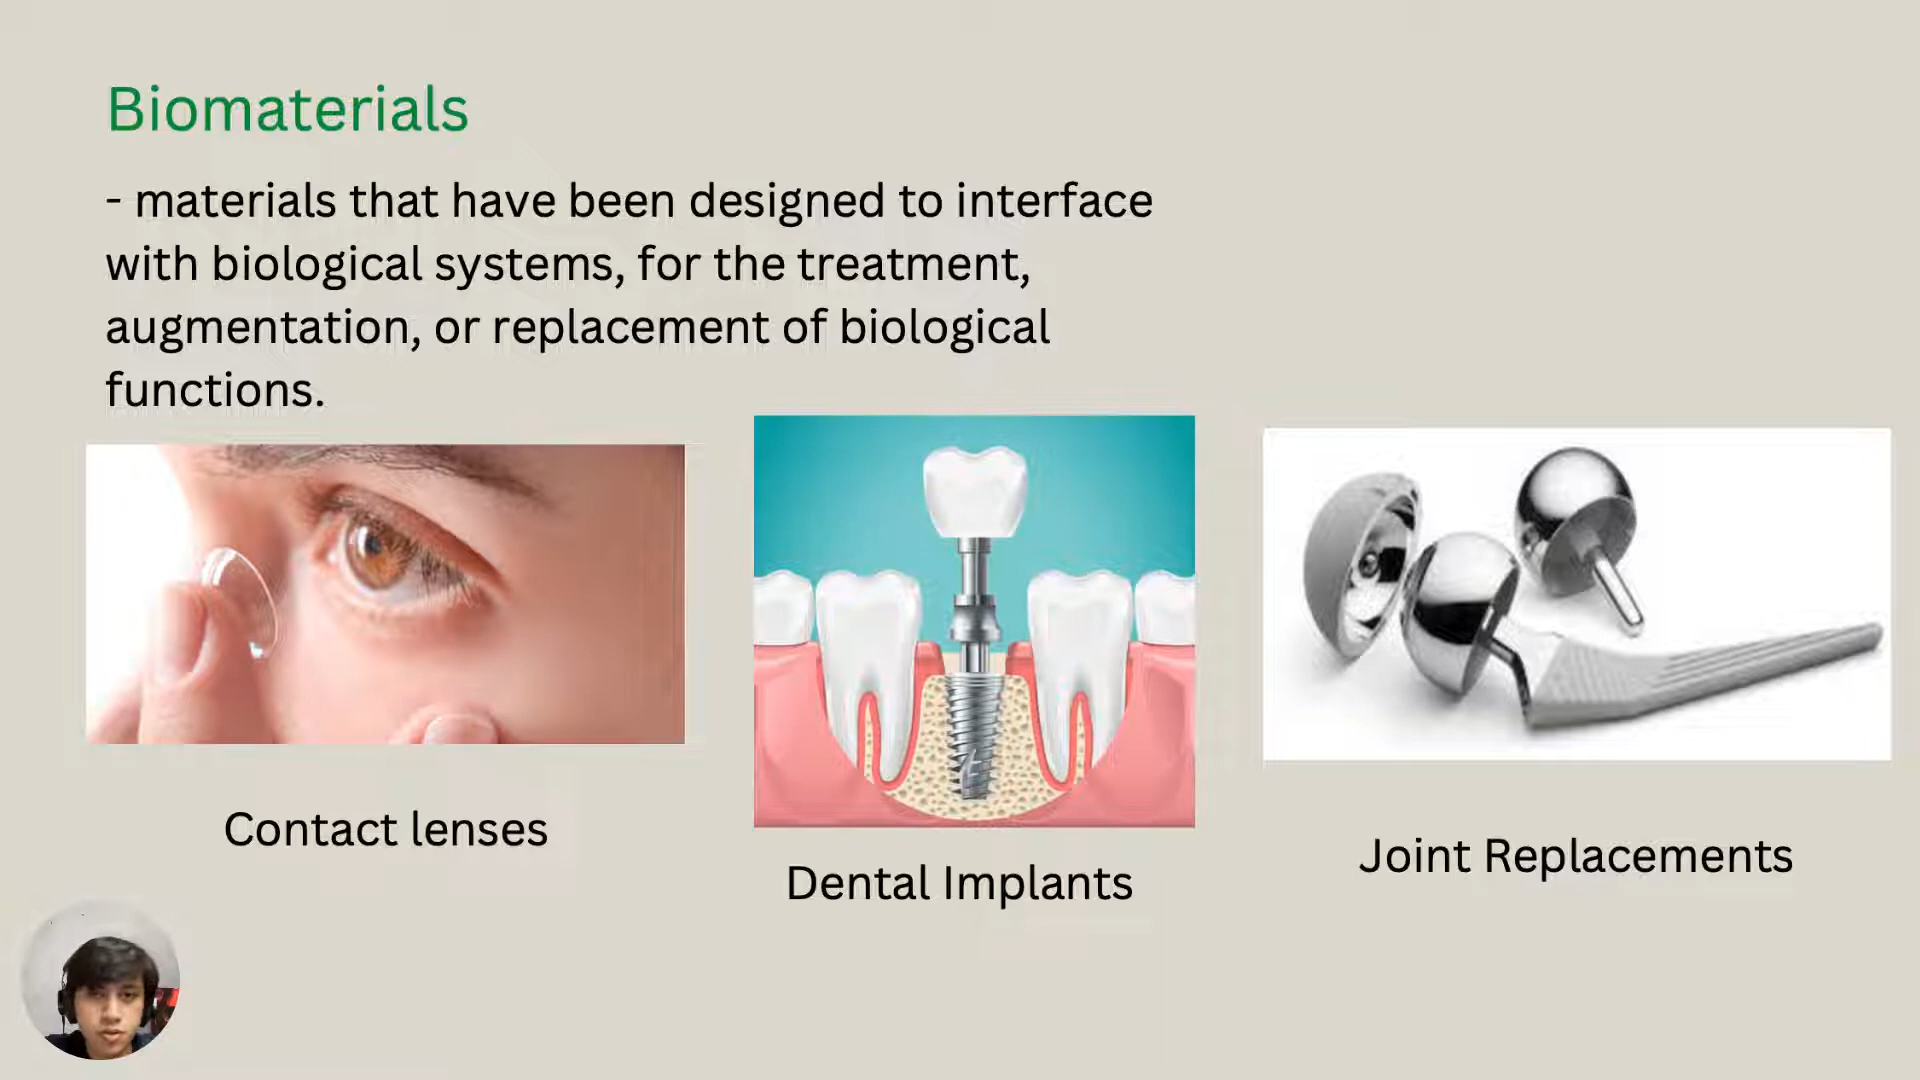 Biomaterials
- materials that have been designed to interface
with biological systems, for the treatment,
augmentation, or replacement of biological
functions.
Contact lenses
Dental Implants
Joint Replacements